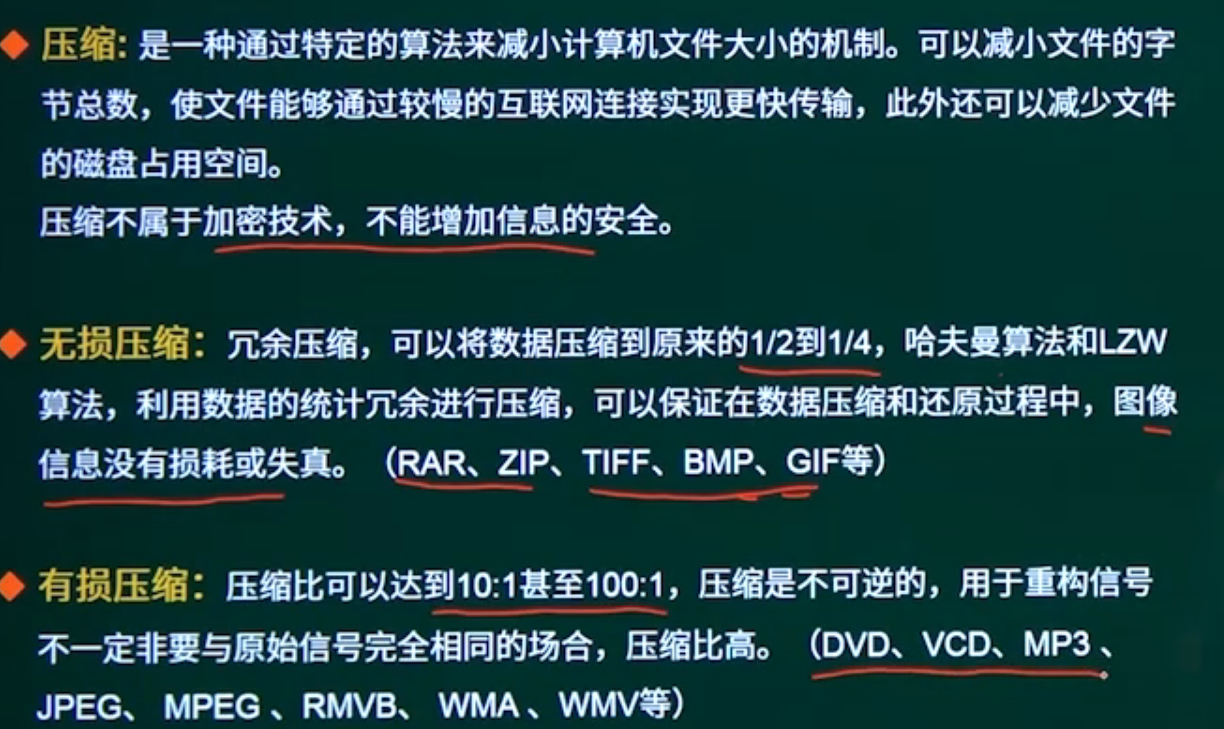 压缩: 是一种通过特定的算法来减小计算机文件大小的机制。可以减小文件的字
节总数，使文件能够通过较慢的互联网连接实现更快传输，此外还可以减少文件
的磁盘占用空间。
压缩不属于加密技术，不能增加信息的安全。
无损压缩：冗余压缩，可以将数据压缩到原来的1/2到1/4，哈夫曼算法和LZW
算法，利用数据的统计冗余进行压缩，可以保证在数据压缩和还原过程中，图像
信息没有损耗或失真。（RAR、ZIP、TIFF、BMP、GIF等）
有损压缩：压缩比可以达到10:1甚至100:1，压缩是不可逆的，用于重构信号
不一定非要与原始信号完全相同的场合，压缩比高。（DVD、VCD、MP3 、
JPEG、 MPEG 、RMVB、 WMA 、WMV等）